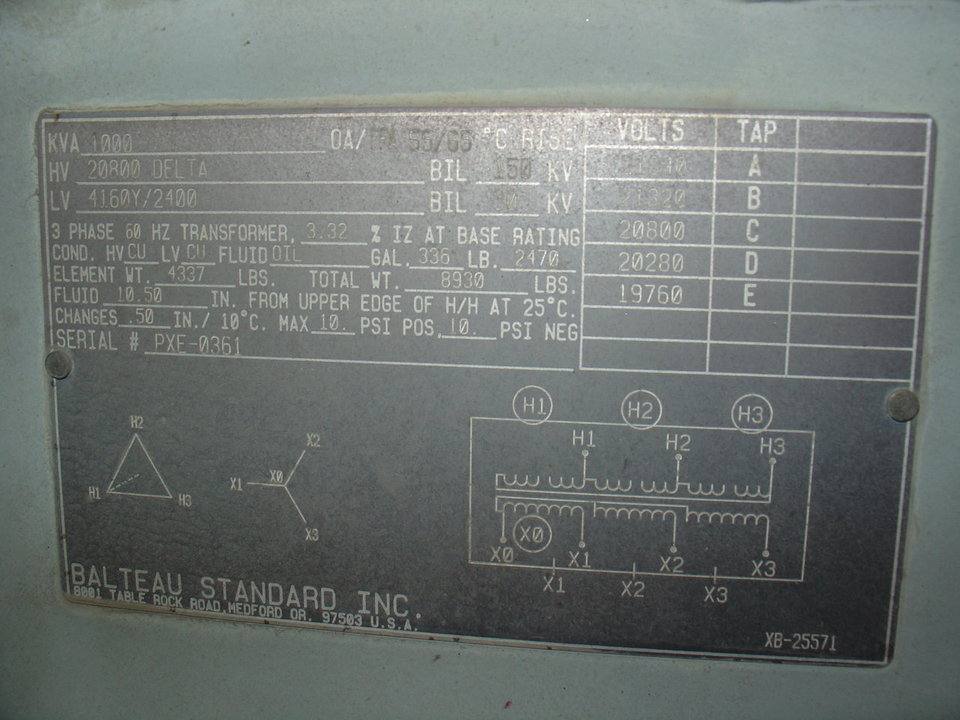 KVA 1000 OA/ 55/65 °C RISE
HV 20800 DELTA BIL 150 KV
LV 4160Y/2400 BIL KV
3 PHASE 60 HZ TRANSFORMER, 3.32 % IZ AT BASE RATING
COND. HV CU LV CU FLUID OIL GAL. 336 LB. 2470
ELEMENT WT. 4337 LBS. TOTAL WT. 8930 LBS.
FLUID 10.50 IN. FROM UPPER EDGE OF H/H AT 25°C.
CHANGES .50 IN./ 10°C. MAX 10. PSI POS, 10. PSI NEG
SERIAL # PXE-0361
VOLTS TAP
A
B
20800 C
20280 D
19760 E
H2
H1
H3
X2
X0
X1
X3
H1 H2 H3
H1 H2 H3
X0 X0 X1 X2 X3
X1 X2 X3
BALTEAU STANDARD INC.
8001 TABLE ROCK ROAD, MEDFORD OR. 97503 U.S.A.
XB-25571